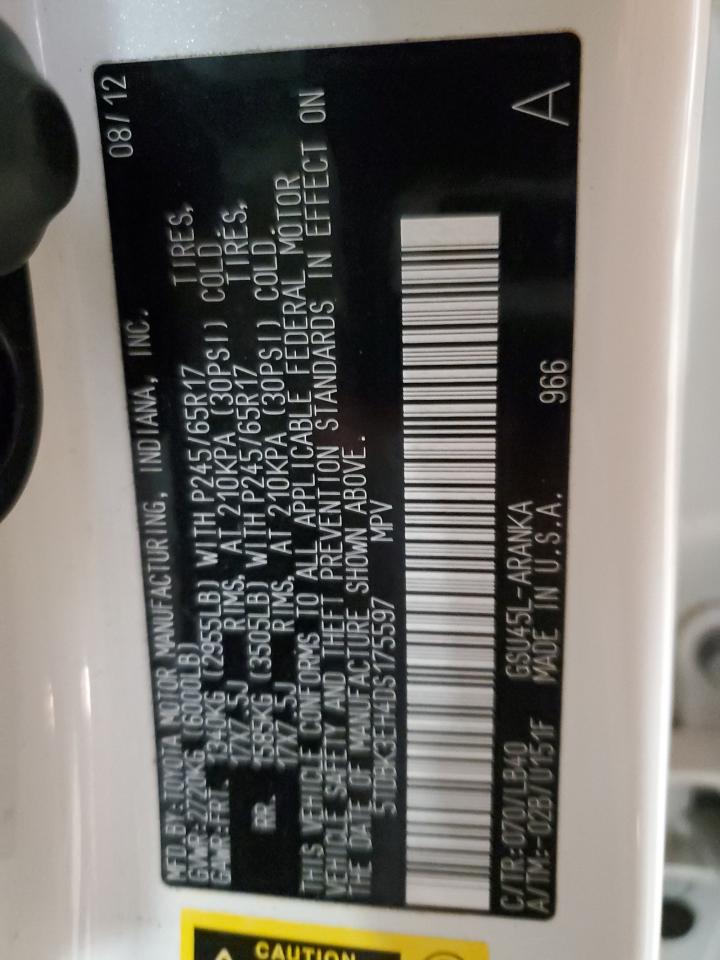 MFD.BY:TOYOTA MOTOR MANUFACTURING, INDIANA, INC. 08/12
GVWR:2720KG (6000LB)
GAWR:FRT. 1340KG (2955LB) WITH P245/65R17 TIRES,
17X7.5J RIMS, AT 210KPA (30PSI) COLD.
RR. 1585KG (3505LB) WITH P245/65R17 TIRES,
17X7.5J RIMS, AT 210KPA (30PSI) COLD.
THIS VEHICLE CONFORMS TO ALL APPLICABLE FEDERAL MOTOR
VEHICLE SAFETY AND THEFT PREVENTION STANDARDS IN EFFECT ON
THE DATE OF MANUFACTURE SHOWN ABOVE.
5TDBK3EH4DS175597 MPV
C/TR:070/LB40 GSU45L-ARANKA A
A/TM:-02B/U151F MADE IN U.S.A. 966
CAUTION